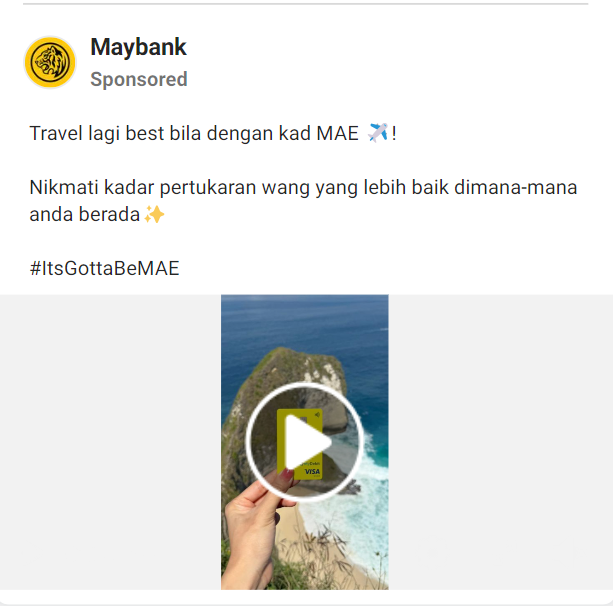 Maybank
Sponsored
Travel lagi best bila dengan kad MAE ✈️!
Nikmati kadar pertukaran wang yang lebih baik dimana-mana
anda berada✨
#ItsGottaBeMAE
VISA